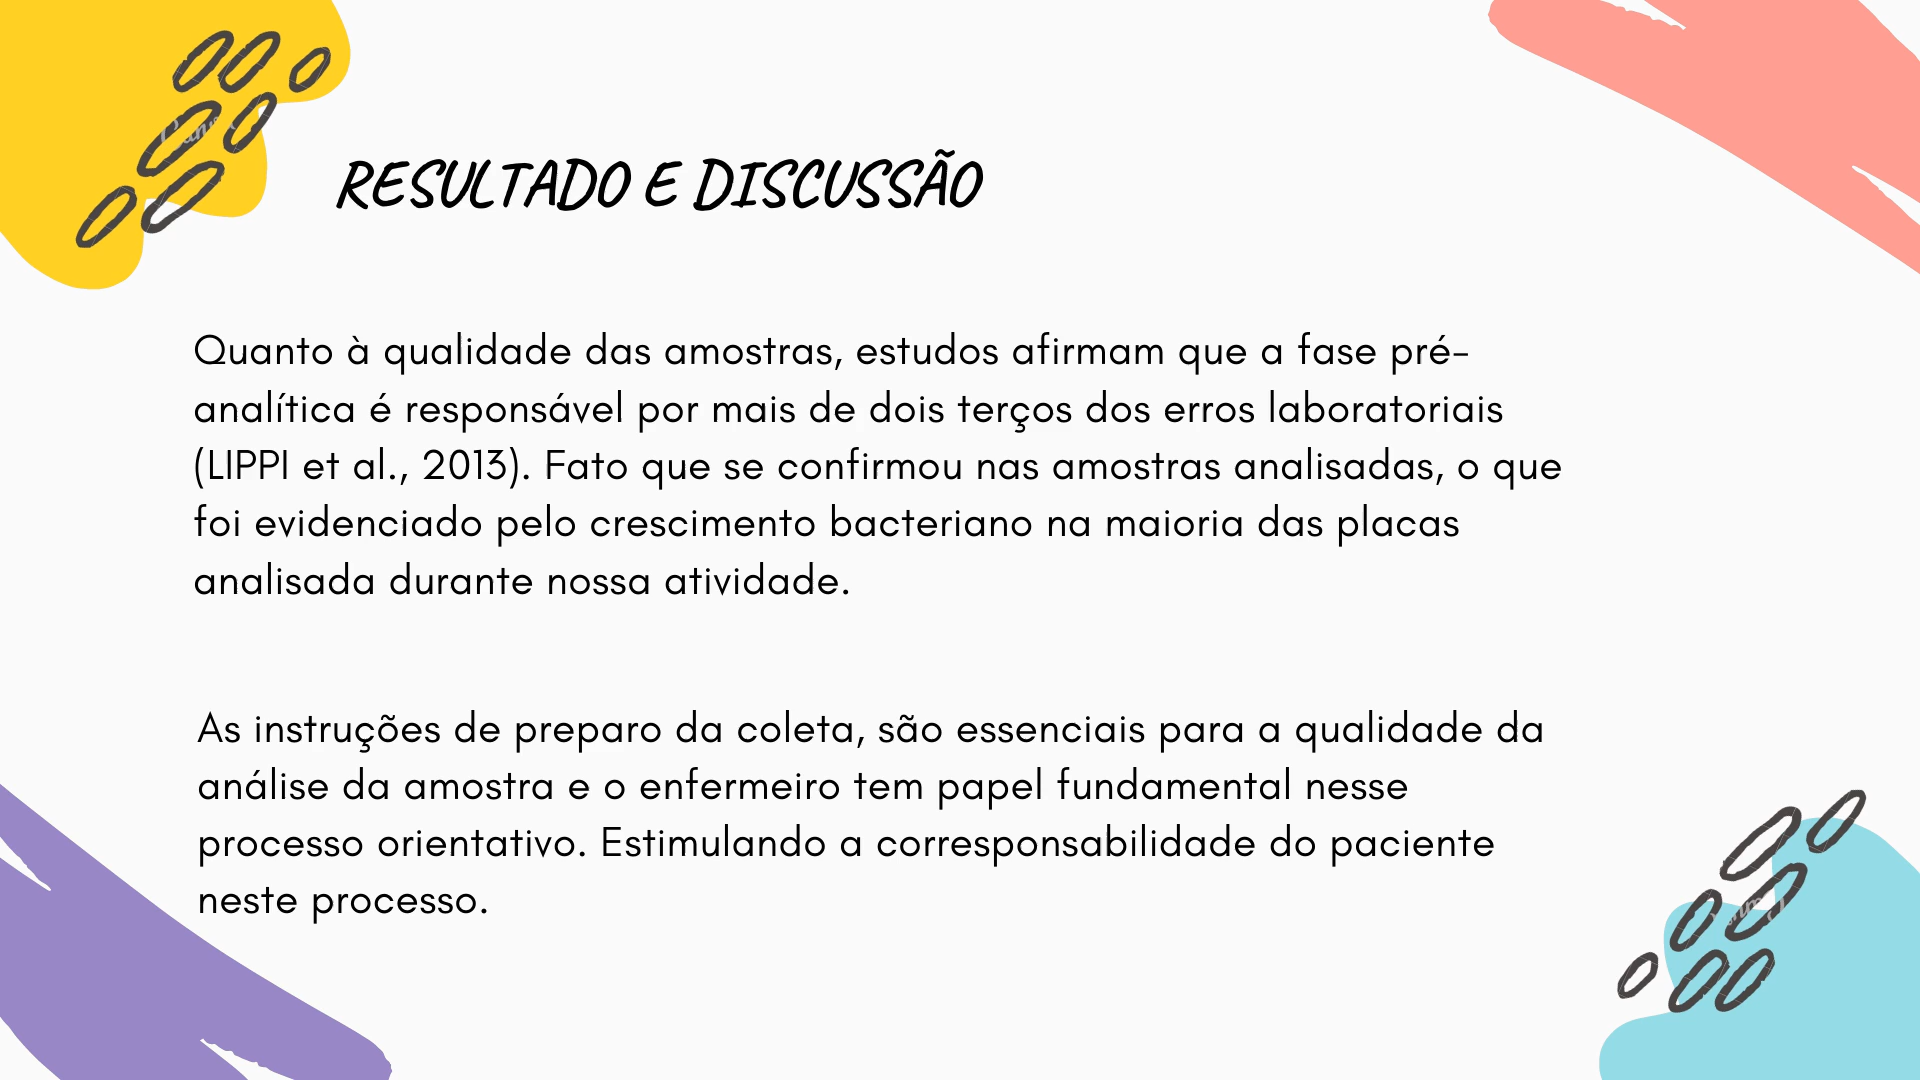 RESULTADO E DISCUSSÃO
Quanto à qualidade das amostras, estudos afirmam que a fase pré-
analítica é responsável por mais de dois terços dos erros laboratoriais
(LIPPI et al., 2013). Fato que se confirmou nas amostras analisadas, o que
foi evidenciado pelo crescimento bacteriano na maioria das placas
analisada durante nossa atividade.
As instruções de preparo da coleta, são essenciais para a qualidade da
análise da amostra e o enfermeiro tem papel fundamental nesse
processo orientativo. Estimulando a corresponsabilidade do paciente
neste processo.